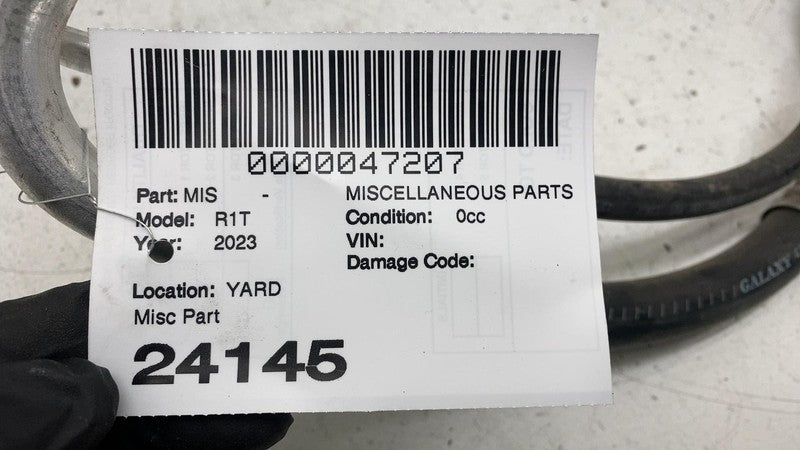 0000047207
Part: MIS - MISCELLANEOUS PARTS
Model: R1T Condition: 0cc
Year: 2023 VIN:
Damage Code:
Location: YARD
Misc Part
24145
GALAXY